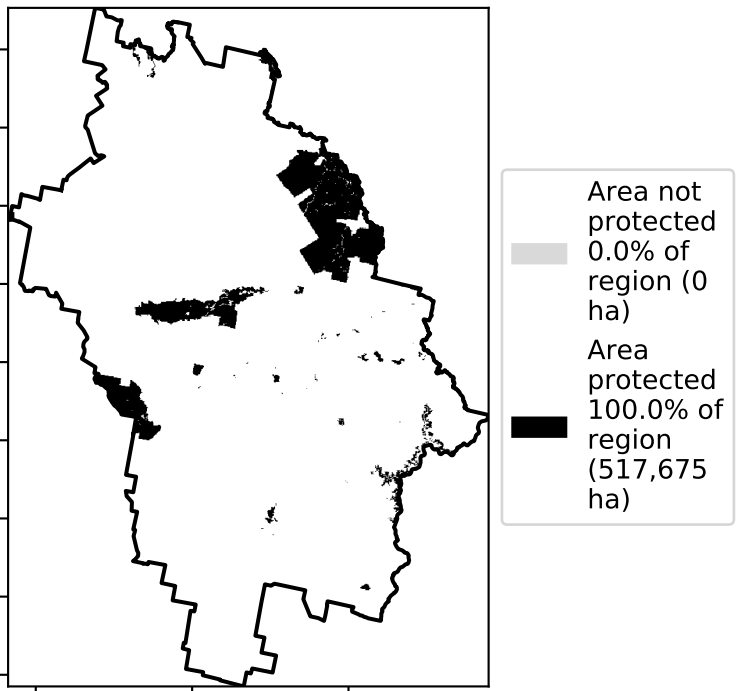 Area not
protected
0.0% of
region (0
ha)
Area
protected
100.0% of
region
(517,675
ha)